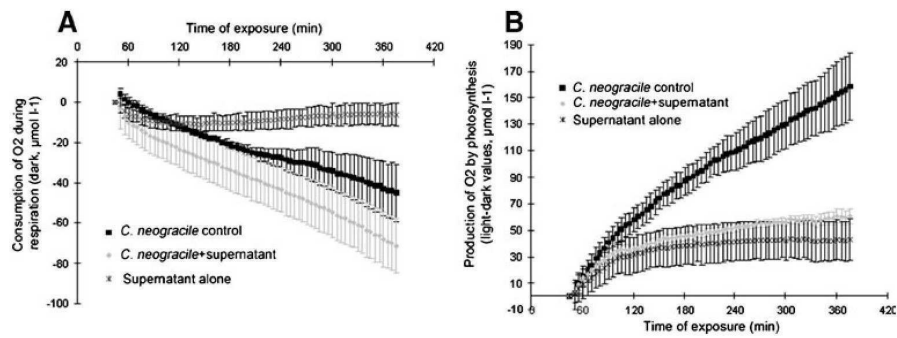 A
Time of exposure (min)
0 60 120 180 240 300 360 420
20
0
-20
-40
-60
-80
-100
Consumption of O2 during
respiration (dark, µmol l-1)
C. neogracile control
C. neogracile+supernatant
Supernatant alone
B
190
170
150
130
110
90
70
50
30
10
-10
Production of O2 by photosynthesis
(light-dark values, µmol l-1)
C. neogracile control
C. neogracile+supernatant
Supernatant alone
0 60 120 180 240 300 360 420
Time of exposure (min)